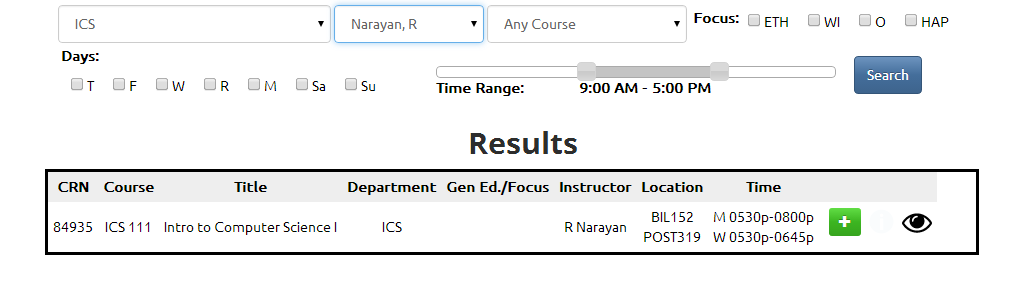 ICS Narayan, R Any Course Focus: ETH WI O HAP
Days:
T F W R M Sa Su
Time Range: 9:00 AM - 5:00 PM
Search
Results
CRN Course Title Department Gen Ed./Focus Instructor Location Time
84935 ICS 111 Intro to Computer Science I ICS R Narayan BIL152 M 0530p-0800p
POST319 W 0530p-0645p